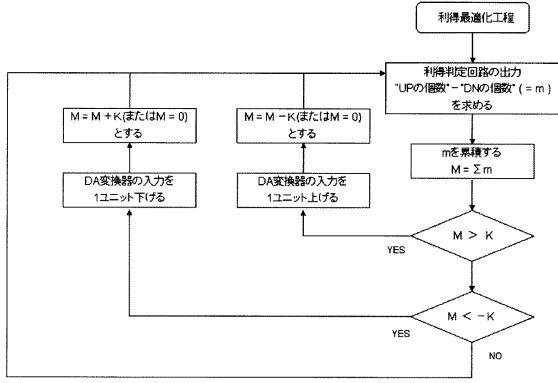 利得最適化工程
利得判定回路の出力
"UPの個数"−"DNの個数" (=m)
を求める
M=M+K(またはM=0)
とする
M=M−K(またはM=0)
とする
mを累積する
M=Σm
DA変換器の入力を
1ユニット下げる
DA変換器の入力を
1ユニット上げる
M > K
YES
M < −K
YES
NO